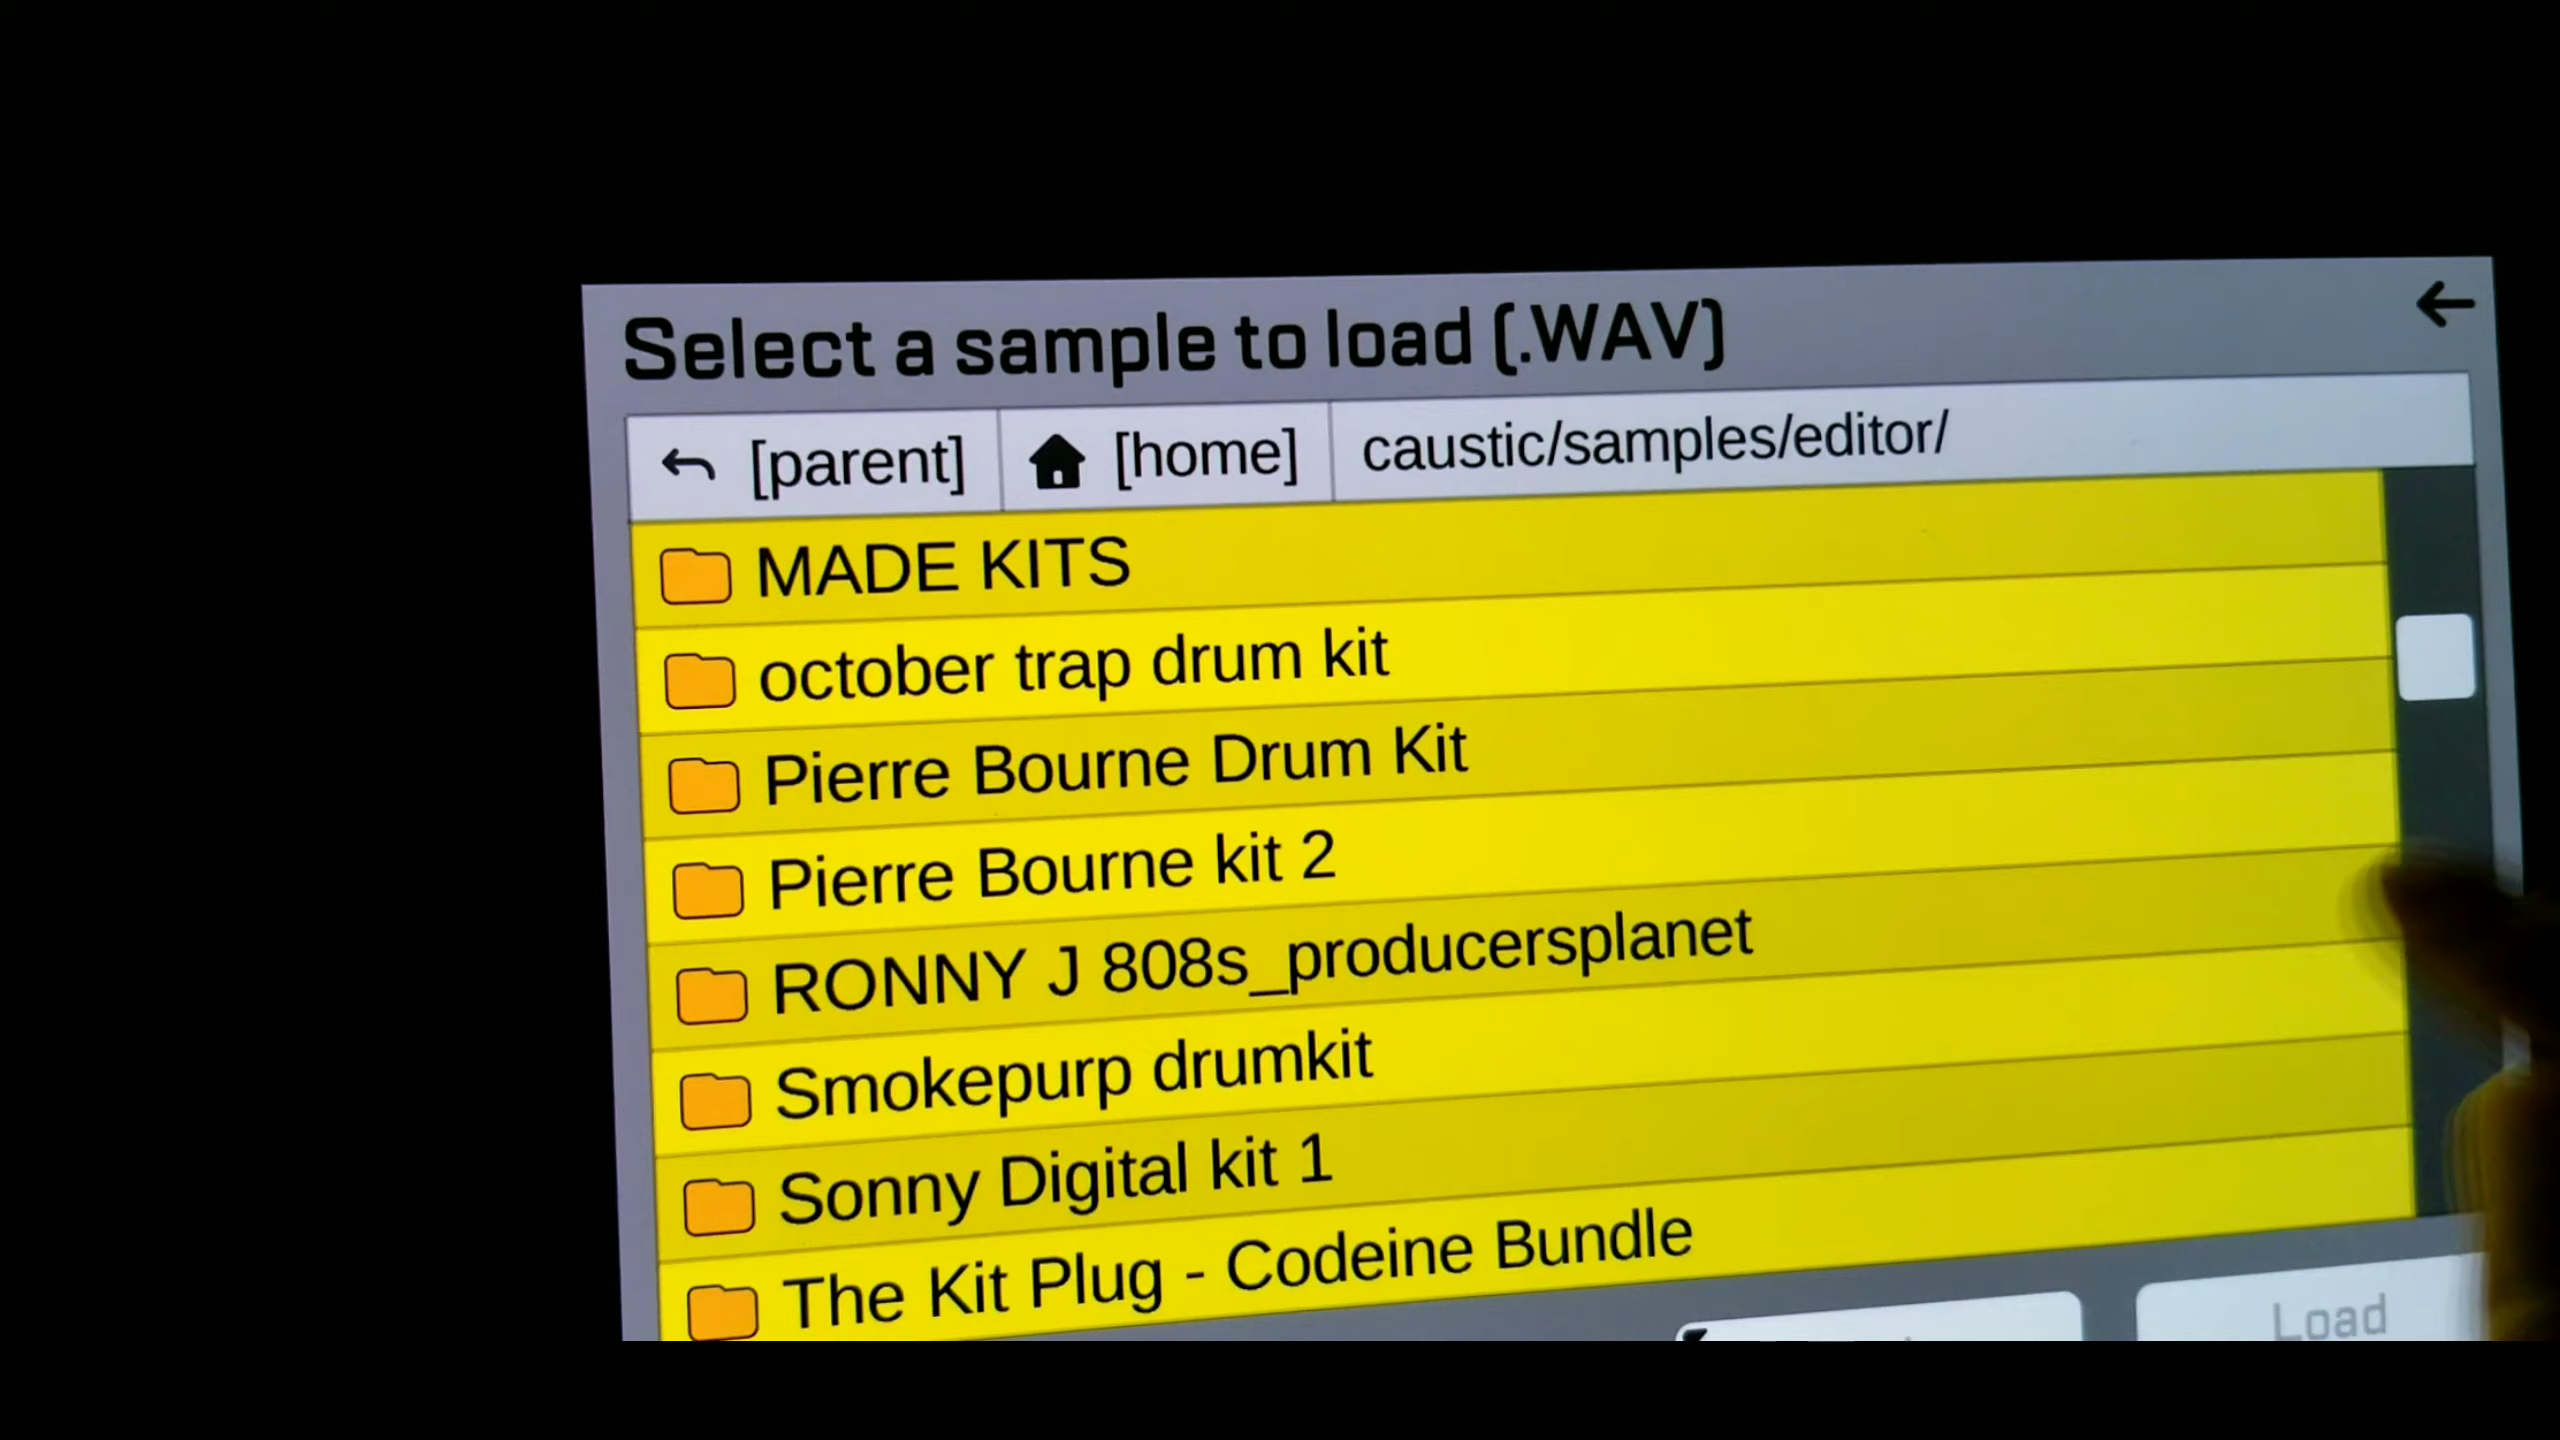 Select a sample to load (.WAV)
[parent] [home] caustic/samples/editor/
MADE KITS
october trap drum kit
Pierre Bourne Drum Kit
Pierre Bourne kit 2
RONNY J 808s_producersplanet
Smokepurp drumkit
Sonny Digital kit 1
The Kit Plug - Codeine Bundle
Load